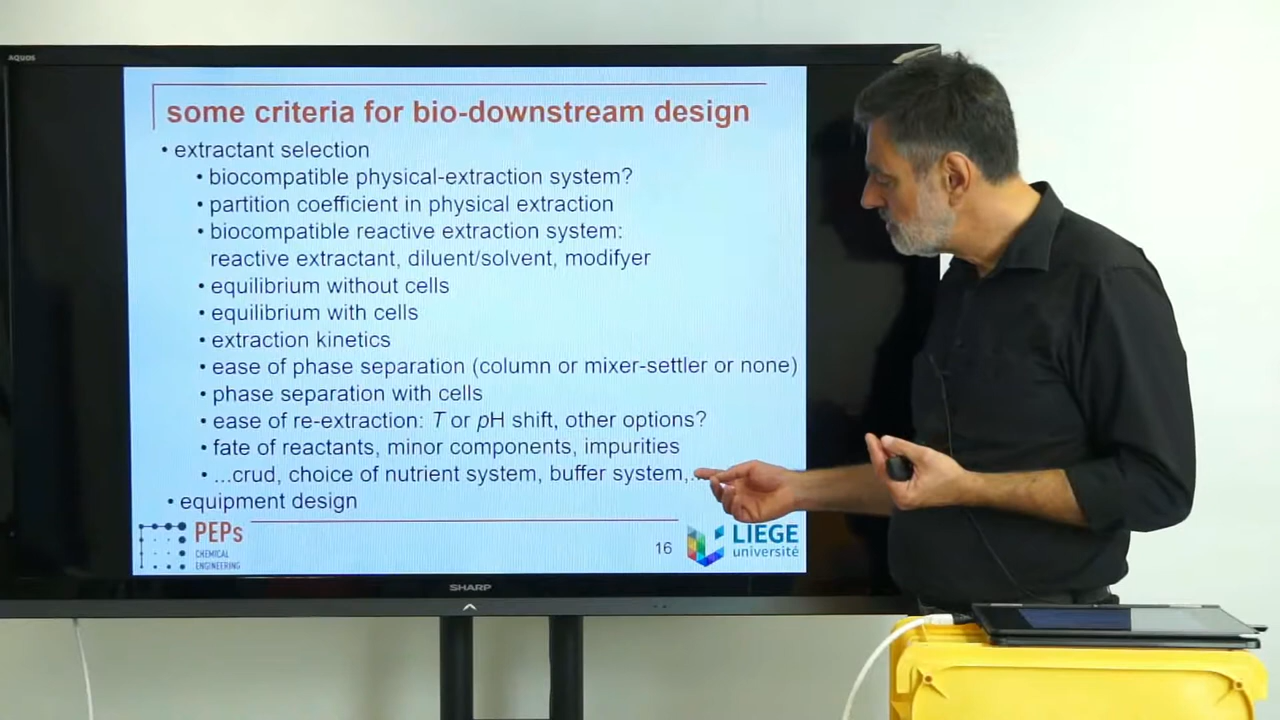 AQUOS
some criteria for bio-downstream design
• extractant selection
• biocompatible physical-extraction system?
• partition coefficient in physical extraction
• biocompatible reactive extraction system:
reactive extractant, diluent/solvent, modifyer
• equilibrium without cells
• equilibrium with cells
• extraction kinetics
• ease of phase separation (column or mixer-settler or none)
• phase separation with cells
• ease of re-extraction: T or pH shift, other options?
• fate of reactants, minor components, impurities
• ...crud, choice of nutrient system, buffer system,...
• equipment design
PEPs
CHEMICAL
ENGINEERING
16
LIEGE
université
SHARP